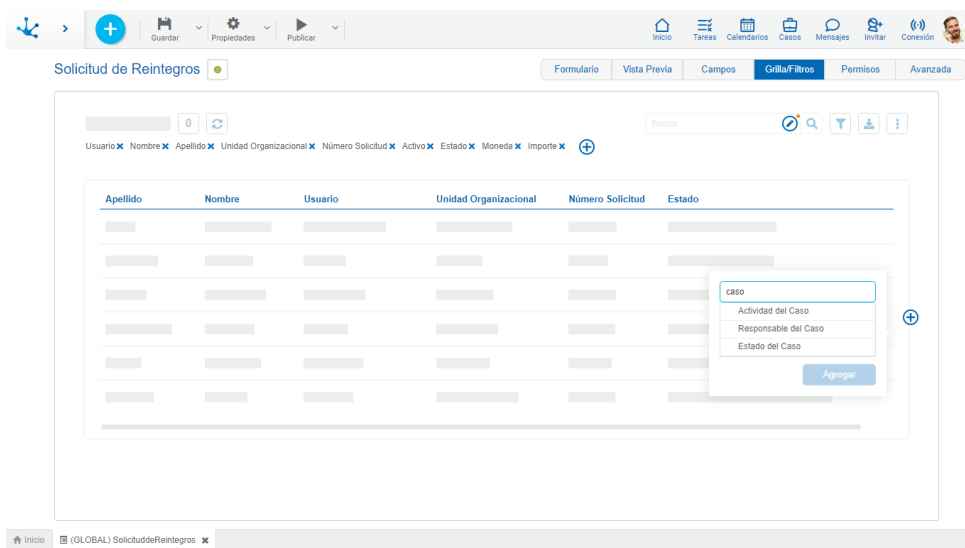 Guardar Propiedades Publicar Inicio Tareas Calendarios Casos Mensajes Invitar Conexión
Solicitud de Reintegros Formulario Vista Previa Campos Grilla/Filtros Permisos Avanzada
0 Buscar
Usuario Nombre Apellido Unidad Organizacional Número Solicitud Activo Estado Moneda Importe
Apellido Nombre Usuario Unidad Organizacional Número Solicitud Estado
caso
Actividad del Caso
Responsable del Caso
Estado del Caso
Agregar
Inicio (GLOBAL) SolicituddeReintegros